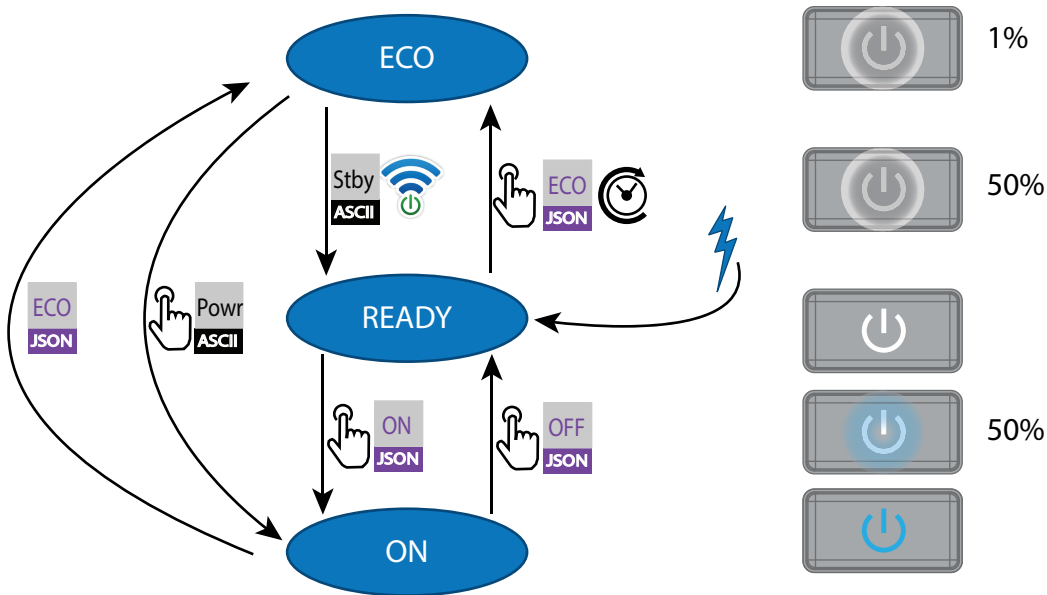 ECO
1%
Stby
ASCII
ECO
JSON
50%
ECO
JSON
Powr
ASCII
READY
ON
JSON
OFF
JSON
50%
ON